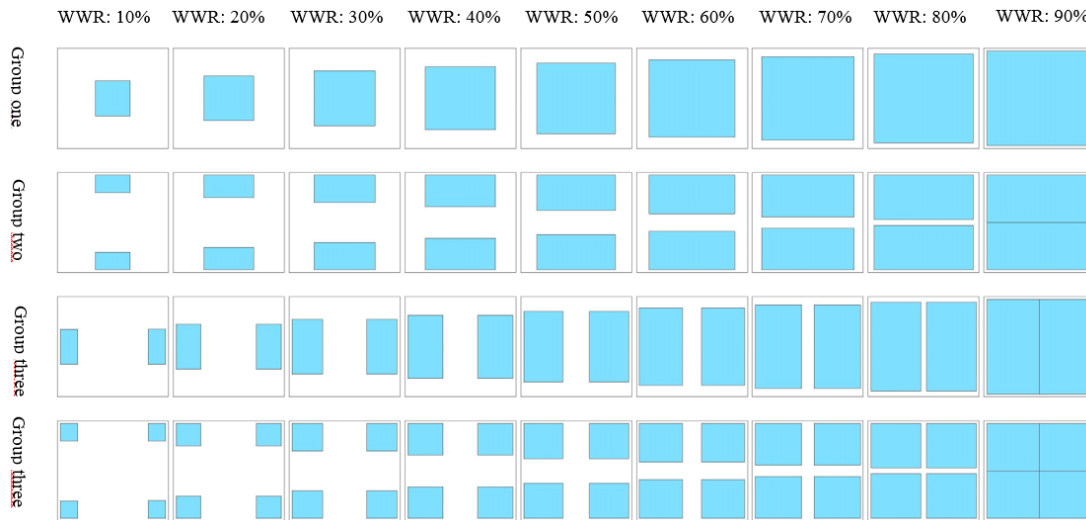 WWR: 10% WWR: 20% WWR: 30% WWR: 40% WWR: 50% WWR: 60% WWR: 70% WWR: 80% WWR: 90%
Group one
Group two
Group three
Group three